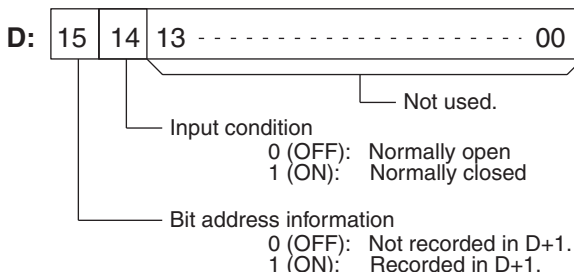 D: 15 14 13 - - - - - - - - - - - - - - - - - - - - 00
Not used.
Input condition
0 (OFF): Normally open
1 (ON): Normally closed
Bit address information
0 (OFF): Not recorded in D+1.
1 (ON): Recorded in D+1.